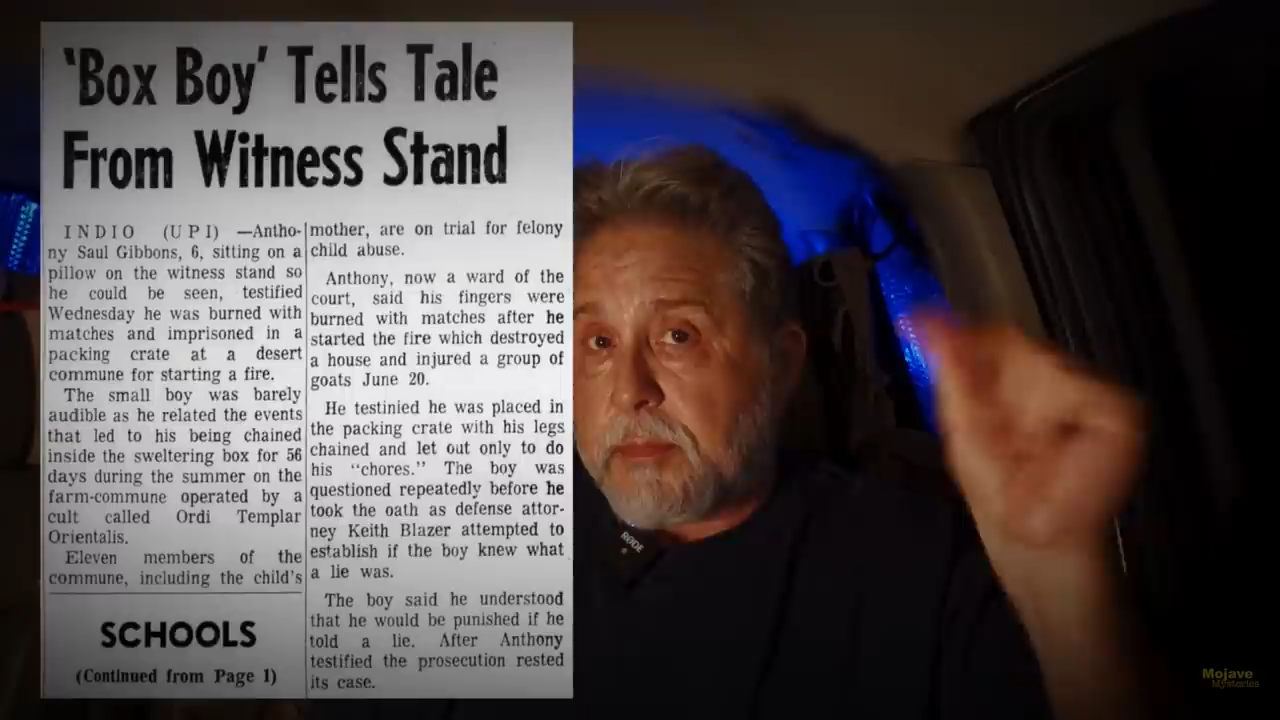 'Box Boy' Tells Tale
From Witness Stand
INDIO (UPI) —Antho-
ny Saul Gibbons, 6, sitting on a
pillow on the witness stand so
he could be seen, testified
Wednesday he was burned with
matches and imprisoned in a
packing crate at a desert
commune for starting a fire.
The small boy was barely
audible as he related the events
that led to his being chained
inside the sweltering box for 56
days during the summer on the
farm-commune operated by a
cult called Ordi Templar
Orientalis.
Eleven members of the
commune, including the child's
mother, are on trial for felony
child abuse.
Anthony, now a ward of the
court, said his fingers were
burned with matches after he
started the fire which destroyed
a house and injured a group of
goats June 20.
He testinied he was placed in
the packing crate with his legs
chained and let out only to do
his "chores." The boy was
questioned repeatedly before he
took the oath as defense attor-
ney Keith Blazer attempted to
establish if the boy knew what
a lie was.
The boy said he understood
that he would be punished if he
told a lie. After Anthony
testified the prosecution rested
its case.
SCHOOLS
(Continued from Page 1)
RODE
Mojave
Mysteries